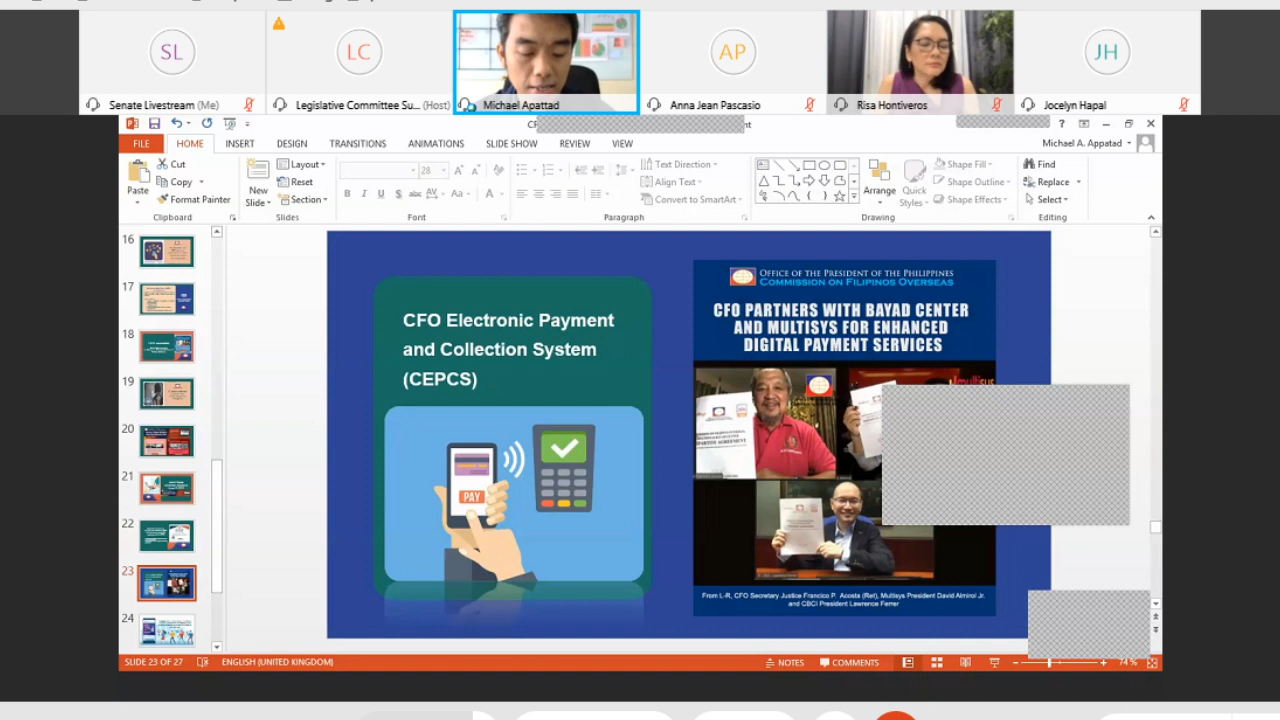 SL
LC
AP
JH
Senate Livestream (Me)
Legislative Committee Su... (Host)
Michael Apattad
Anna Jean Pascasio
Risa Hontiveros
Jocelyn Hapal
FILE HOME INSERT DESIGN TRANSITIONS ANIMATIONS SLIDE SHOW REVIEW VIEW
Michael A. Appatad
Paste
Cut
Copy
Format Painter
Clipboard
New
Slide
Layout
Reset
Section
Slides
28
B I U S abc AV Aa A
Font
Text Direction
Align Text
Convert to SmartArt
Paragraph
Arrange
Quick
Styles
Shape Fill
Shape Outline
Shape Effects
Drawing
Find
Replace
Select
Editing
16
17
18
19
20
21
22
23
24
CFO Electronic Payment
and Collection System
(CEPCS)
PAY
OFFICE OF THE PRESIDENT OF THE PHILIPPINES
COMMISSION ON FILIPINOS OVERSEAS
CFO PARTNERS WITH BAYAD CENTER
AND MULTISYS FOR ENHANCED
DIGITAL PAYMENT SERVICES
From L-R, CFO Secretary Justice Francico P. Acosta (Ret), Multisys President David Almirol Jr.
and CBCI President Lawrence Ferrer
SLIDE 23 OF 27
ENGLISH (UNITED KINGDOM)
NOTES
COMMENTS
74%